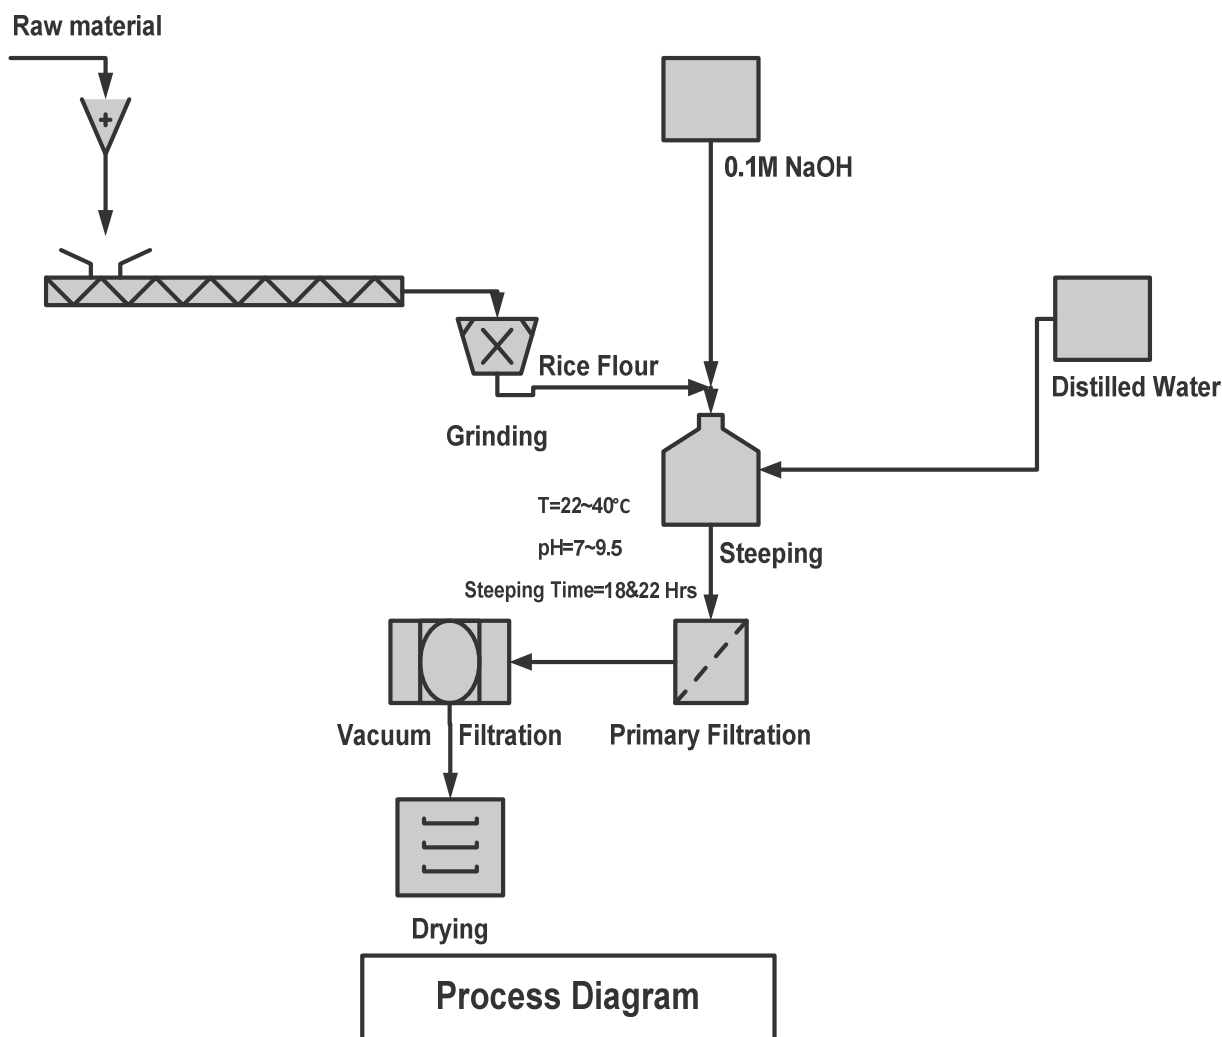 Raw material
0.1M NaOH
Rice Flour
Distilled Water
Grinding
T=22~40°C
pH=7~9.5
Steeping
Steeping Time=18&22 Hrs
Vacuum Filtration
Primary Filtration
Drying
Process Diagram